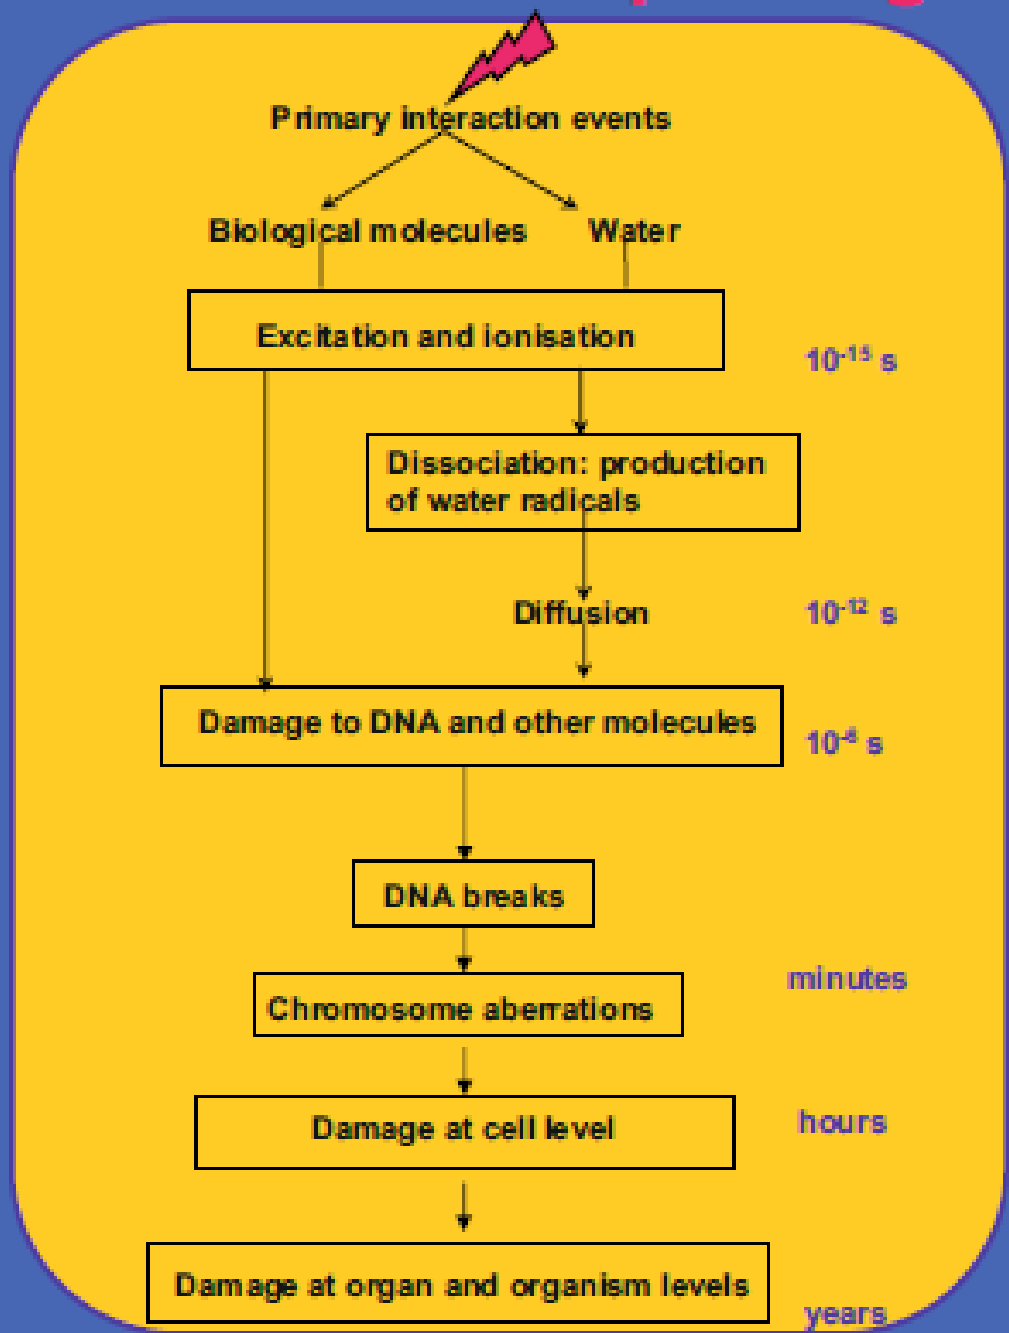 Primary interaction events
Biological molecules Water
Excitation and ionisation
10⁻¹⁵ s
Dissociation: production
of water radicals
Diffusion
10⁻¹² s
Damage to DNA and other molecules
10⁻⁶ s
DNA breaks
minutes
Chromosome aberrations
hours
Damage at cell level
Damage at organ and organism levels
years